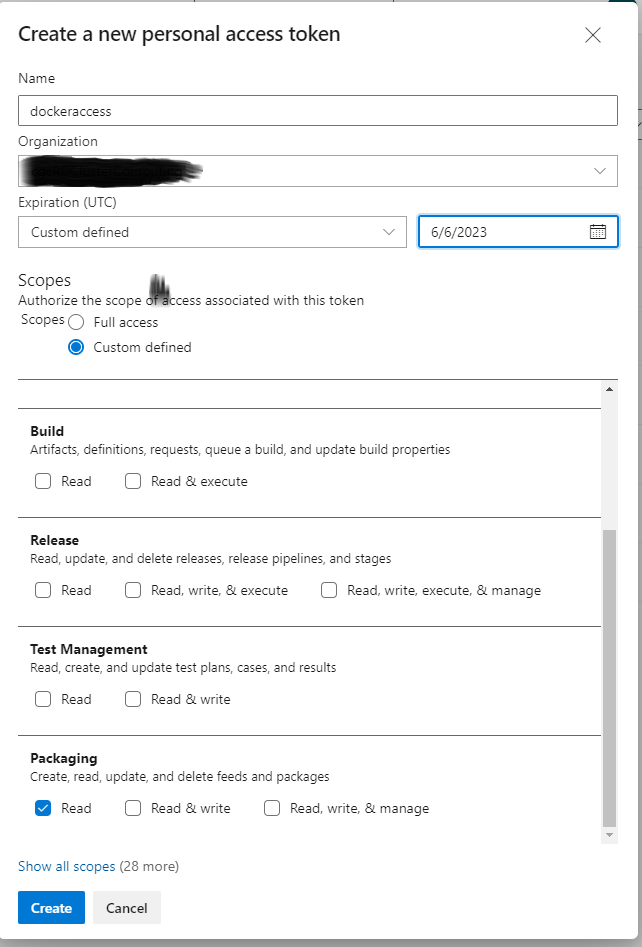 Create a new personal access token
Name
dockeraccess
Organization
Expiration (UTC)
Custom defined
6/6/2023
Scopes
Authorize the scope of access associated with this token
Scopes
Full access
Custom defined
Build
Artifacts, definitions, requests, queue a build, and update build properties
Read
Read & execute
Release
Read, update, and delete releases, release pipelines, and stages
Read
Read, write, & execute
Read, write, execute, & manage
Test Management
Read, create, and update test plans, cases, and results
Read
Read & write
Packaging
Create, read, update, and delete feeds and packages
Read
Read & write
Read, write, & manage
Show all scopes (28 more)
Create
Cancel